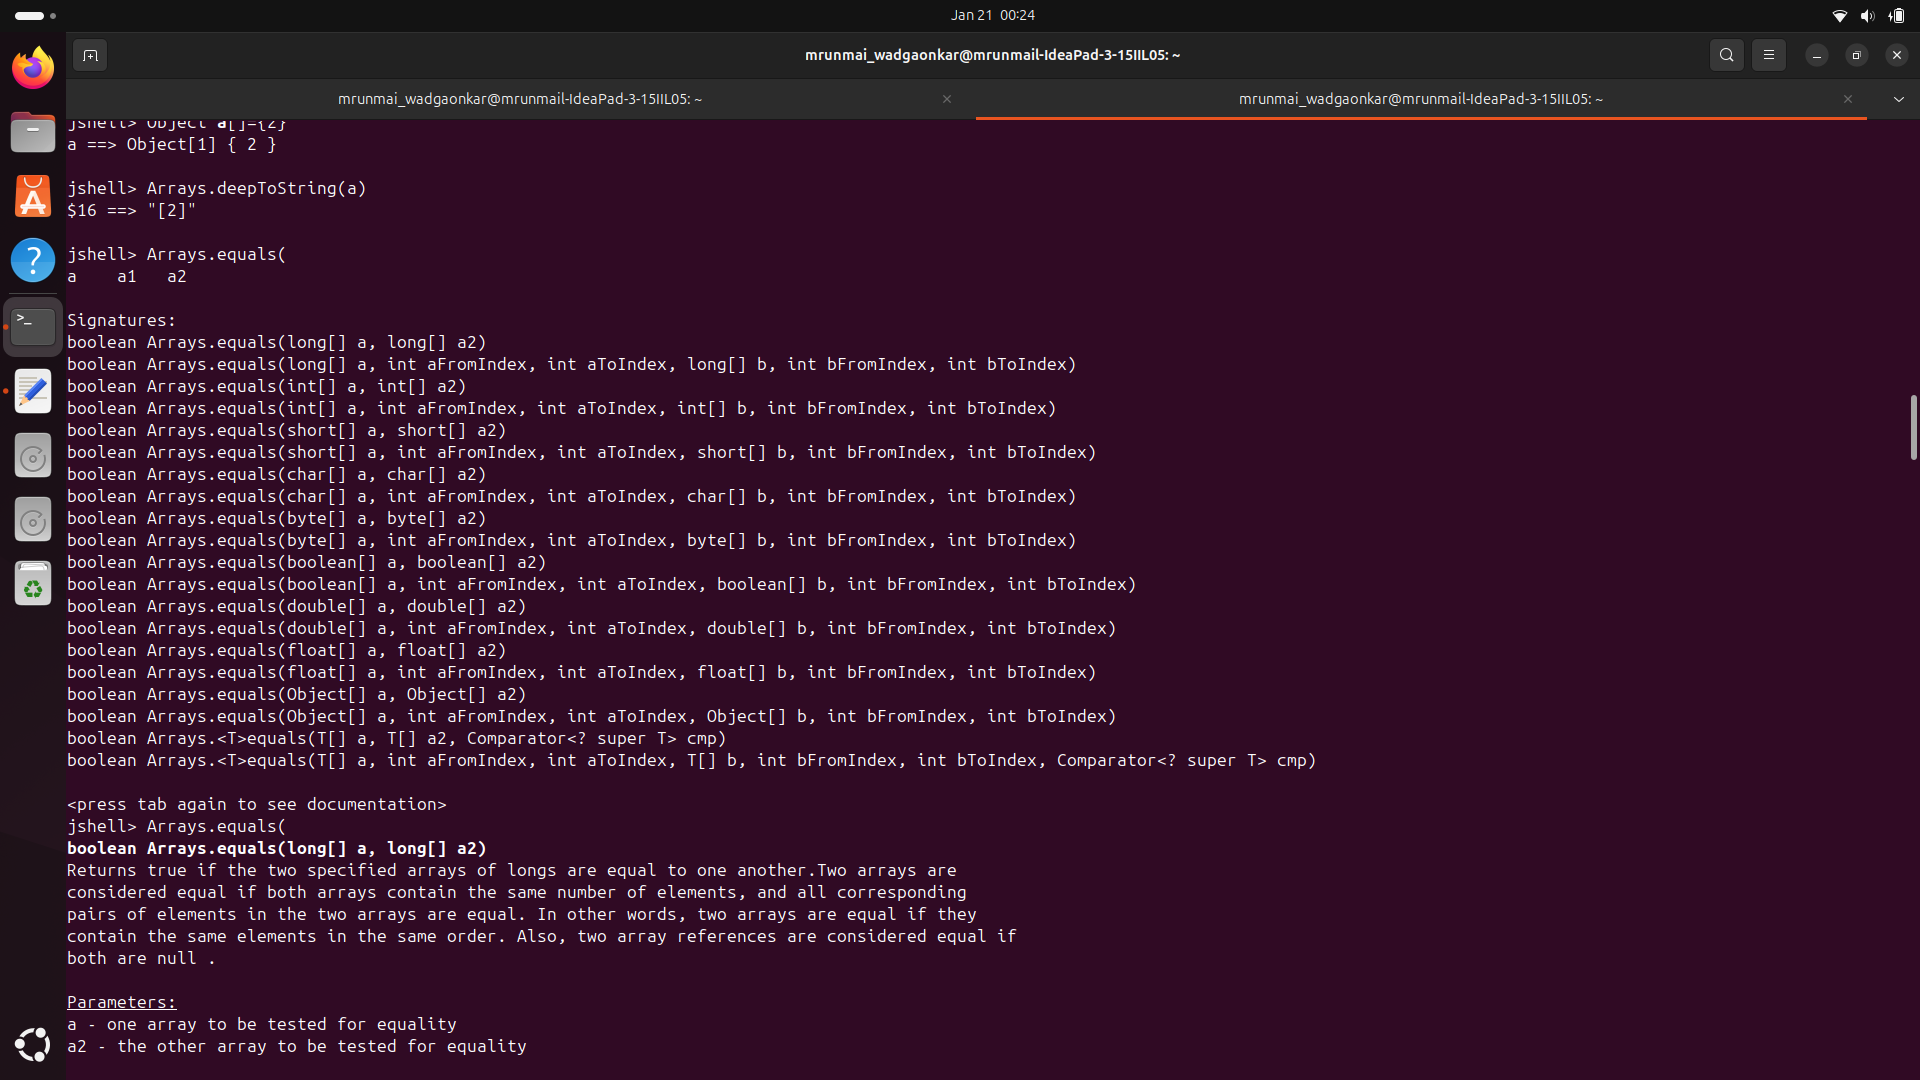 Jan 21 00:24
mrunmai_wadgaonkar@mrunmail-IdeaPad-3-15IIL05: ~
mrunmai_wadgaonkar@mrunmail-IdeaPad-3-15IIL05: ~
mrunmai_wadgaonkar@mrunmail-IdeaPad-3-15IIL05: ~
jshell> Object a[]={2}
a ==> Object[1] { 2 }
jshell> Arrays.deepToString(a)
$16 ==> "[2]"
jshell> Arrays.equals(
a    a1   a2
Signatures:
boolean Arrays.equals(long[] a, long[] a2)
boolean Arrays.equals(long[] a, int aFromIndex, int aToIndex, long[] b, int bFromIndex, int bToIndex)
boolean Arrays.equals(int[] a, int[] a2)
boolean Arrays.equals(int[] a, int aFromIndex, int aToIndex, int[] b, int bFromIndex, int bToIndex)
boolean Arrays.equals(short[] a, short[] a2)
boolean Arrays.equals(short[] a, int aFromIndex, int aToIndex, short[] b, int bFromIndex, int bToIndex)
boolean Arrays.equals(char[] a, char[] a2)
boolean Arrays.equals(char[] a, int aFromIndex, int aToIndex, char[] b, int bFromIndex, int bToIndex)
boolean Arrays.equals(byte[] a, byte[] a2)
boolean Arrays.equals(byte[] a, int aFromIndex, int aToIndex, byte[] b, int bFromIndex, int bToIndex)
boolean Arrays.equals(boolean[] a, boolean[] a2)
boolean Arrays.equals(boolean[] a, int aFromIndex, int aToIndex, boolean[] b, int bFromIndex, int bToIndex)
boolean Arrays.equals(double[] a, double[] a2)
boolean Arrays.equals(double[] a, int aFromIndex, int aToIndex, double[] b, int bFromIndex, int bToIndex)
boolean Arrays.equals(float[] a, float[] a2)
boolean Arrays.equals(float[] a, int aFromIndex, int aToIndex, float[] b, int bFromIndex, int bToIndex)
boolean Arrays.equals(Object[] a, Object[] a2)
boolean Arrays.equals(Object[] a, int aFromIndex, int aToIndex, Object[] b, int bFromIndex, int bToIndex)
boolean Arrays.<T>equals(T[] a, T[] a2, Comparator<? super T> cmp)
boolean Arrays.<T>equals(T[] a, int aFromIndex, int aToIndex, T[] b, int bFromIndex, int bToIndex, Comparator<? super T> cmp)
<press tab again to see documentation>
jshell> Arrays.equals(
boolean Arrays.equals(long[] a, long[] a2)
Returns true if the two specified arrays of longs are equal to one another.Two arrays are
considered equal if both arrays contain the same number of elements, and all corresponding
pairs of elements in the two arrays are equal. In other words, two arrays are equal if they
contain the same elements in the same order. Also, two array references are considered equal if
both are null .
Parameters:
a - one array to be tested for equality
a2 - the other array to be tested for equality